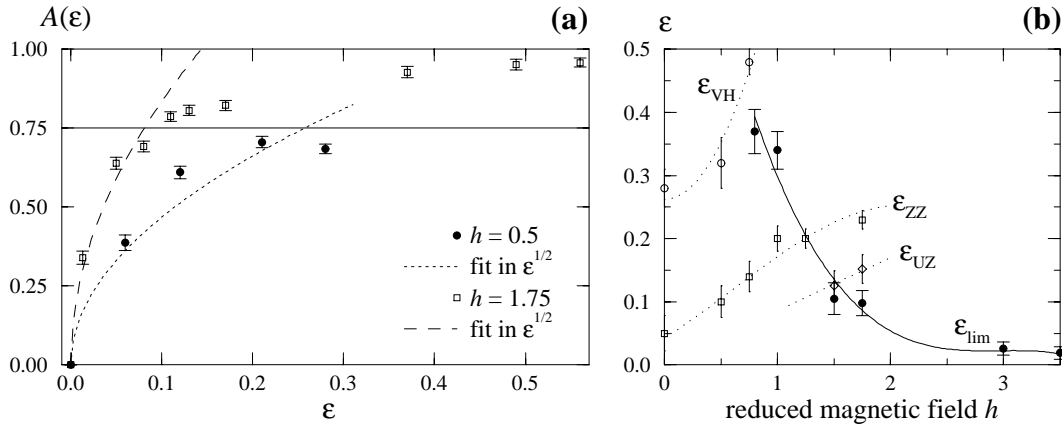 A(ε)
(a)
1.00
0.75
0.50
0.25
0.00
0.0
0.1
0.2
0.3
0.4
0.5
ε
h = 0.5
fit in ε^1/2
h = 1.75
fit in ε^1/2
ε
(b)
0.5
0.4
0.3
0.2
0.1
0.0
0
1
2
3
ε_VH
ε_ZZ
ε_UZ
ε_lim
reduced magnetic field h